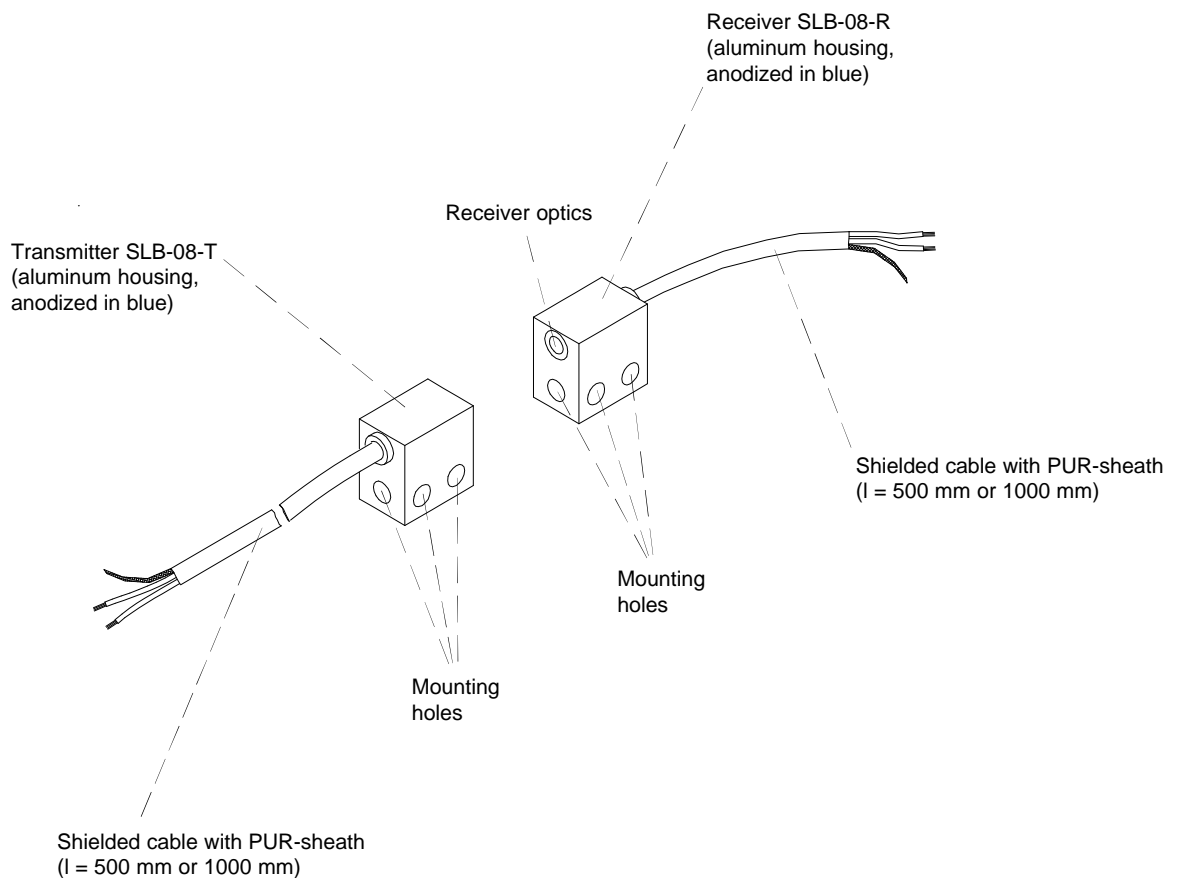 Receiver SLB-08-R
(aluminum housing,
anodized in blue)
Receiver optics
Transmitter SLB-08-T
(aluminum housing,
anodized in blue)
Shielded cable with PUR-sheath
(l = 500 mm or 1000 mm)
Mounting
holes
Mounting
holes
Shielded cable with PUR-sheath
(l = 500 mm or 1000 mm)